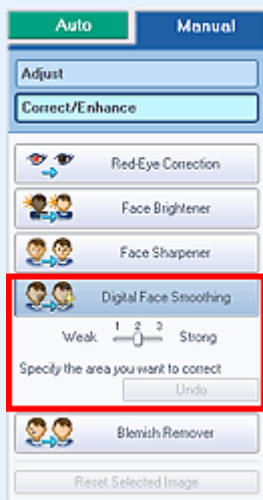 Auto Manual
Adjust
Correct/Enhance
Red-Eye Correction
Face Brightener
Face Sharpener
Digital Face Smoothing
1 2 3
Weak Strong
Specify the area you want to correct
Undo
Blemish Remover
Reset Selected Image